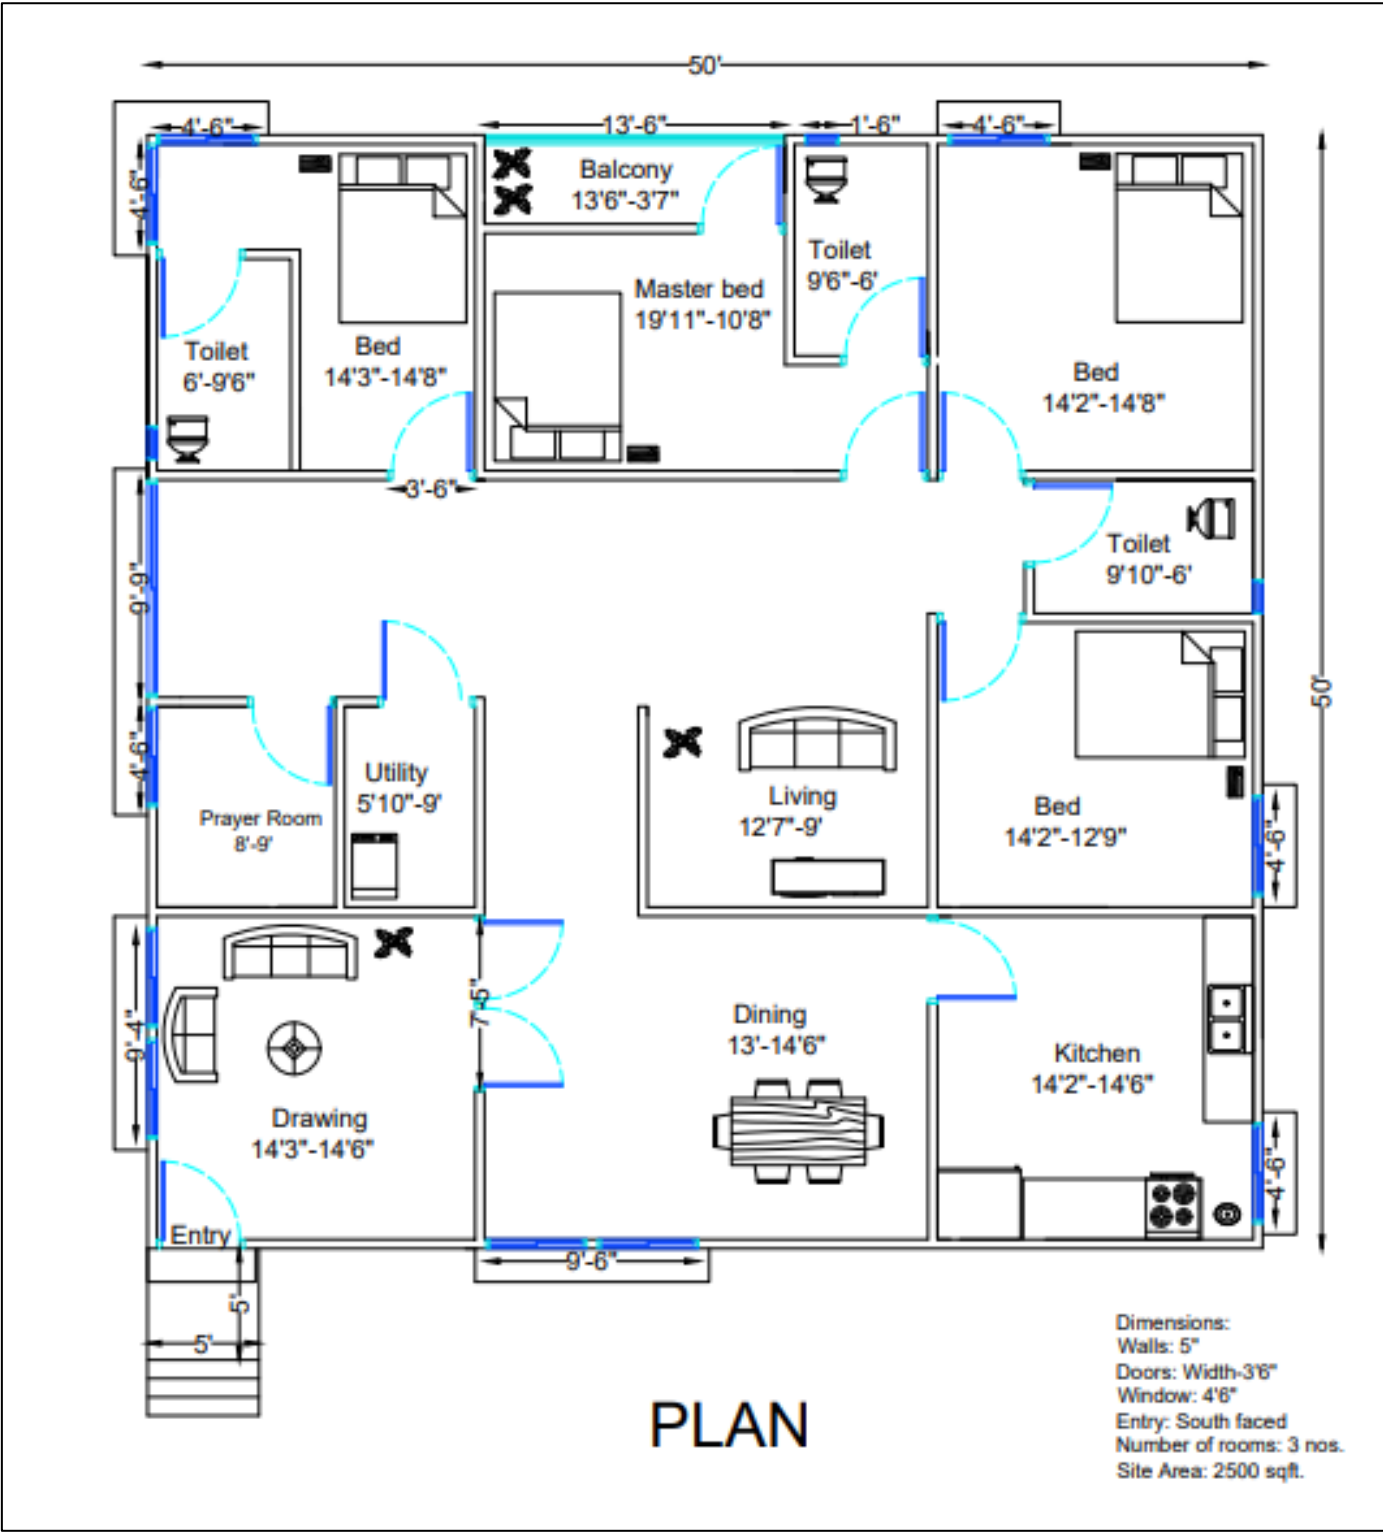 50'
4'-6"
13'-6"
1'-6"
4'-6"
4'-6"
Balcony
13'6"-3'7"
Toilet
9'6"-6'
Master bed
19'11"-10'8"
Toilet
6'-9'6"
Bed
14'3"-14'8"
Bed
14'2"-14'8"
3'-6"
9'-9"
Toilet
9'10"-6'
50'
4'-6"
Utility
5'10"-9'
Prayer Room
8'-9'
Living
12'7"-9'
Bed
14'2"-12'9"
4'-6"
9'-4"
7'-5"
Dining
13'-14'6"
Kitchen
14'2"-14'6"
Drawing
14'3"-14'6"
4'-6"
Entry
9'-6"
5'
5'
PLAN
Dimensions:
Walls: 5"
Doors: Width-3'6"
Window: 4'6"
Entry: South faced
Number of rooms: 3 nos.
Site Area: 2500 sqft.